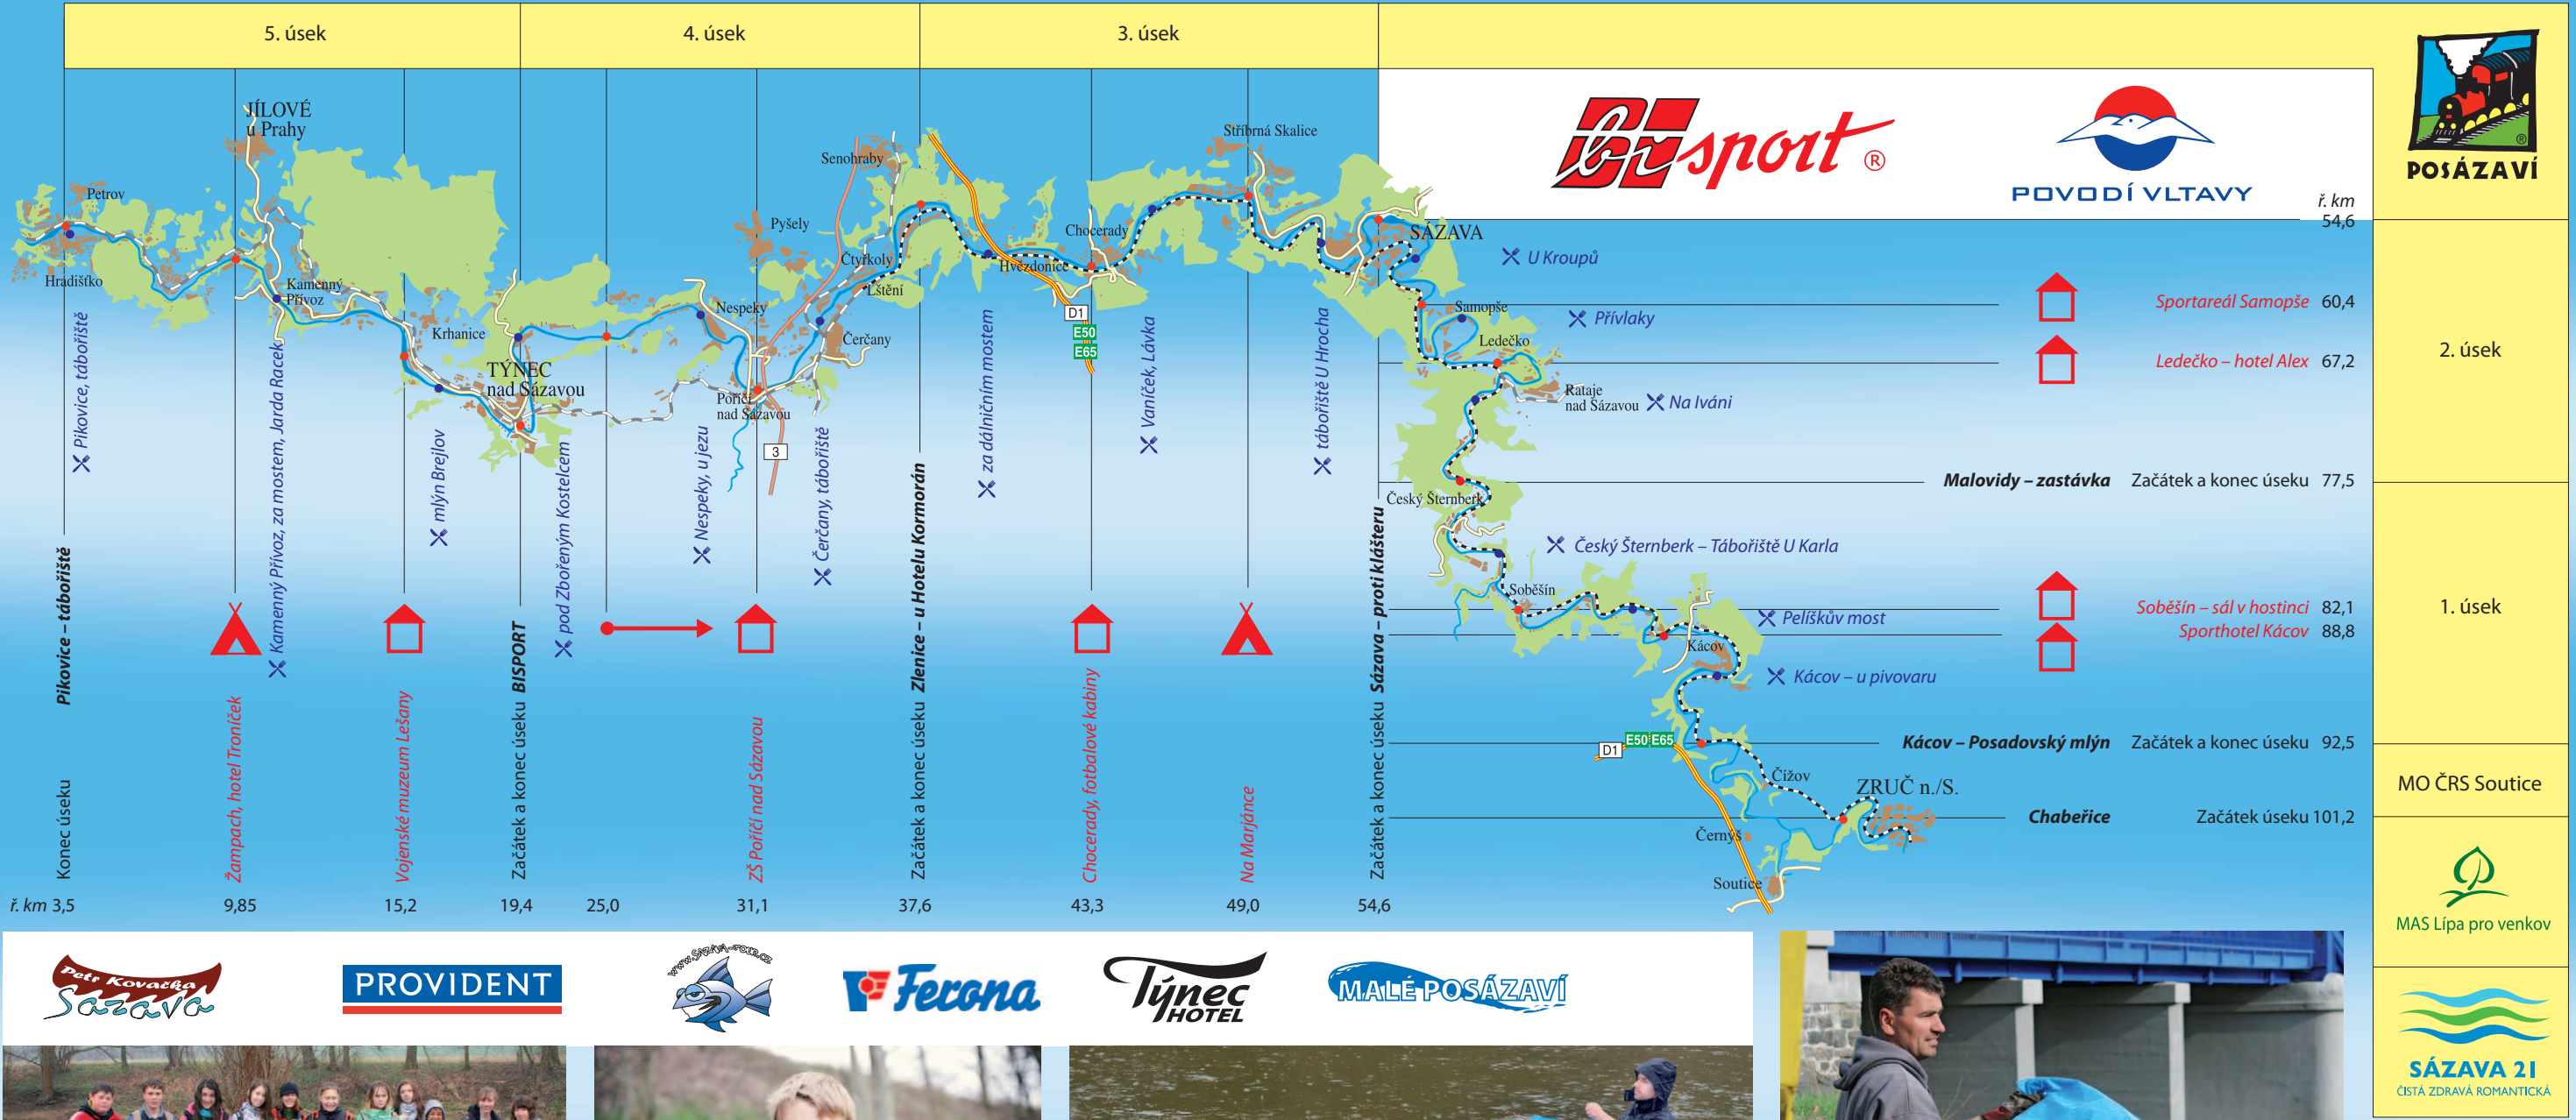 5. úsek
4. úsek
3. úsek
POSÁZAVÍ
®
Bisport ®
POVODÍ VLTAVY
ř. km
54,6
JÍLOVÉ
u Prahy
Petrov
Hradišťko
Kamenný
Přívoz
Krhanice
TÝNEC
nad Sázavou
Nespeky
Poříčí
nad Sázavou
Pyšely
Senohraby
Čtyřkoly
Lštění
Čerčany
3
Hvězdonice
Chocerady
D1
E50
E65
Stříbrná Skalice
SÁZAVA
Samopše
Ledečko
Rataje
nad Sázavou
Český Šternberk
Soběšín
Kácov
D1
E50 E65
Čížov
ZRUČ n./S.
Černýš
Soutice
U Kroupů
Přívlaky
Na Iváni
Český Šternberk – Tábořiště U Karla
Pelíškův most
Kácov – u pivovaru
Sportareál Samopše 60,4
Ledečko – hotel Alex 67,2
Malovidy – zastávka Začátek a konec úseku 77,5
Soběšín – sál v hostinci 82,1
Sporthotel Kácov 88,8
Kácov – Posadovský mlýn Začátek a konec úseku 92,5
Chabeřice Začátek úseku 101,2
2. úsek
1. úsek
MO ČRS Soutice
MAS Lípa pro venkov
SÁZAVA 21
ČISTÁ ZDRAVÁ ROMANTICKÁ
Konec úseku Pikovice – tábořiště
Pikovice, tábořiště
Žampach, hotel Troníček
Kamenný Přívoz, za mostem, Jarda Racek
Vojenské muzeum Lešany
mlýn Brejlov
Začátek a konec úseku BISPORT
pod Zbořeným Kostelcem
Nespeky, u jezu
ZŠ Poříčí nad Sázavou
Čerčany, tábořiště
Začátek a konec úseku Zlenice – u Hotelu Kormorán
za dálničním mostem
Chocerady, fotbalové kabiny
Vaníček, Lávka
Na Marjánce
tábořiště U Hrocha
Začátek a konec úseku Sázava – proti klášteru
ř. km 3,5
9,85
15,2
19,4
25,0
31,1
37,6
43,3
49,0
54,6
Petr Kovačka
Sázava
PROVIDENT
Ferona
Týnec
HOTEL
MALÉ POSÁZAVÍ